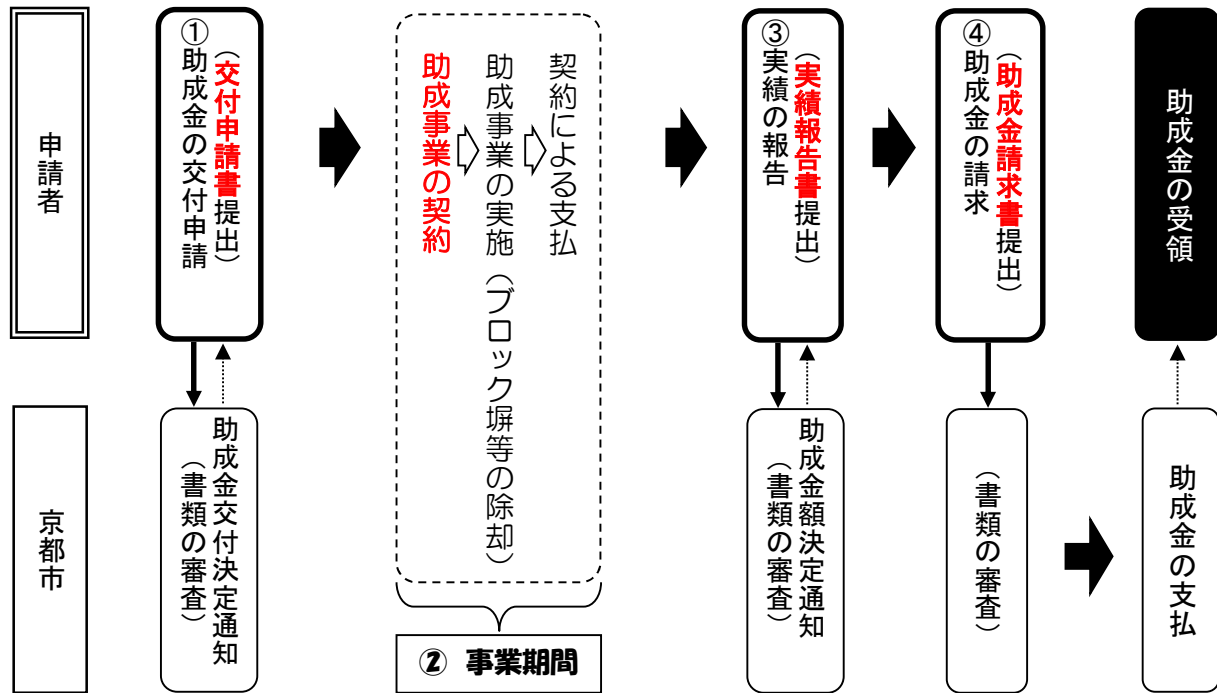 申請者
①
助成金の交付申請
（交付申請書提出）
助成事業の契約
助成事業の実施（ブロック塀等の除却）
契約による支払
③
実績の報告
（実績報告書提出）
④
助成金の請求
（助成金請求書提出）
助成金の受領
京都市
助成金交付決定通知
（書類の審査）
② 事業期間
助成金額決定通知
（書類の審査）
（書類の審査）
助成金の支払